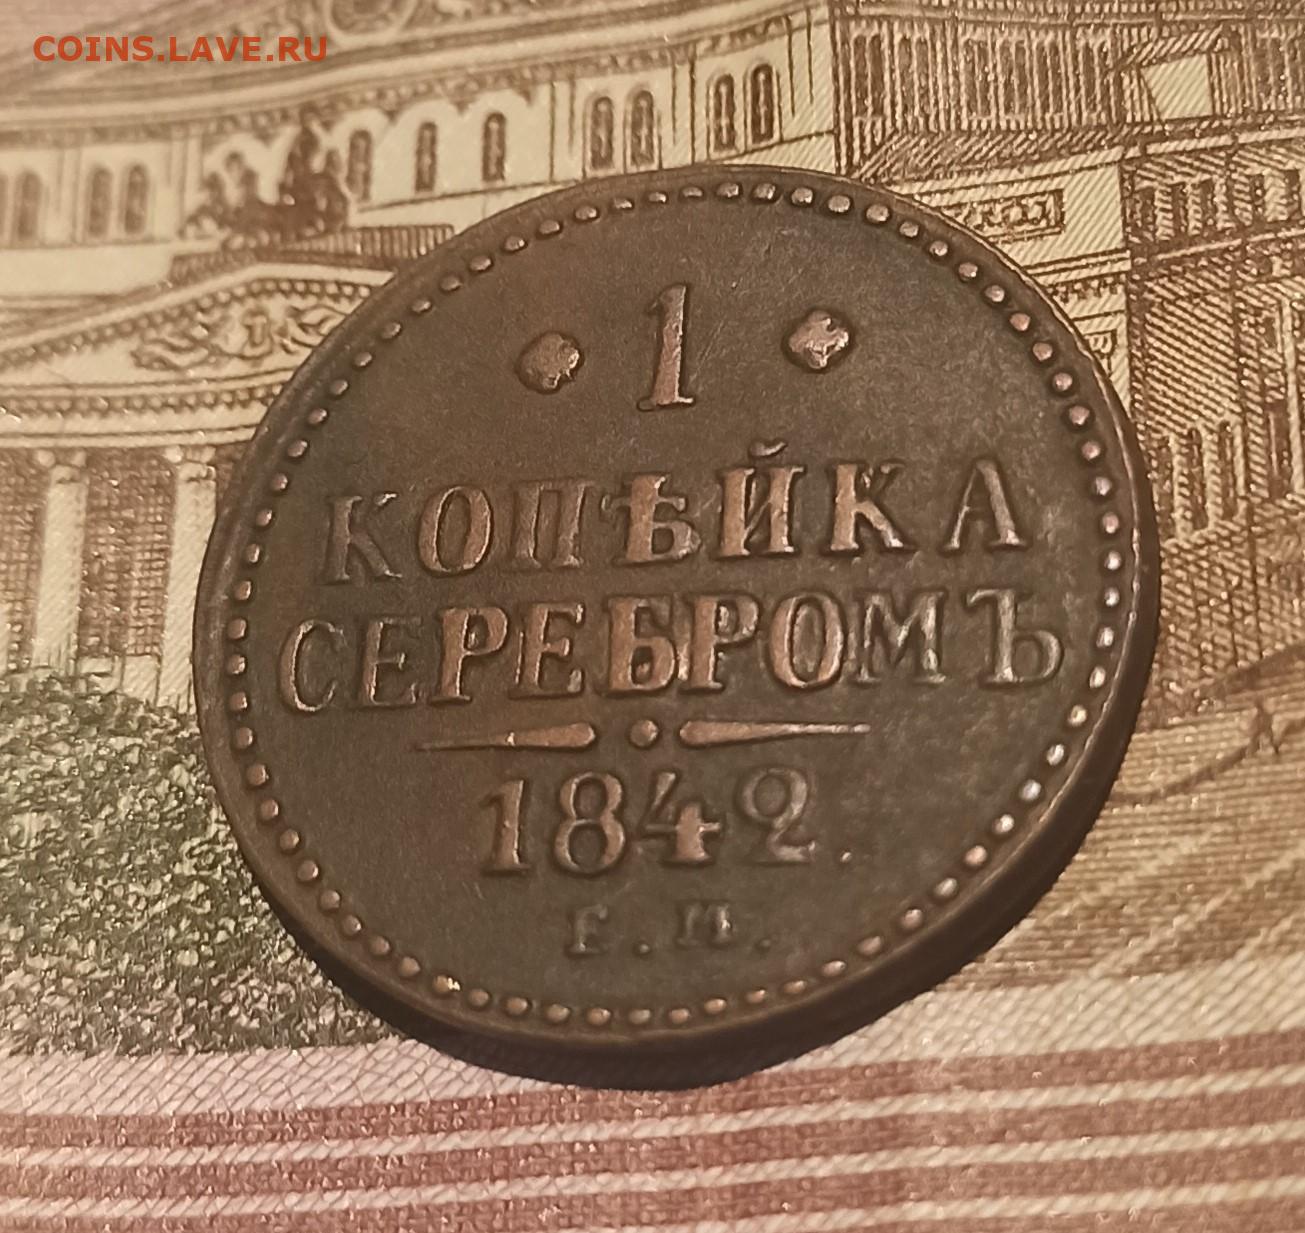 COINS.LAVE.RU
1
КОПѢЙКА
СЕРЕБРОМЪ
1842.
Е.М.